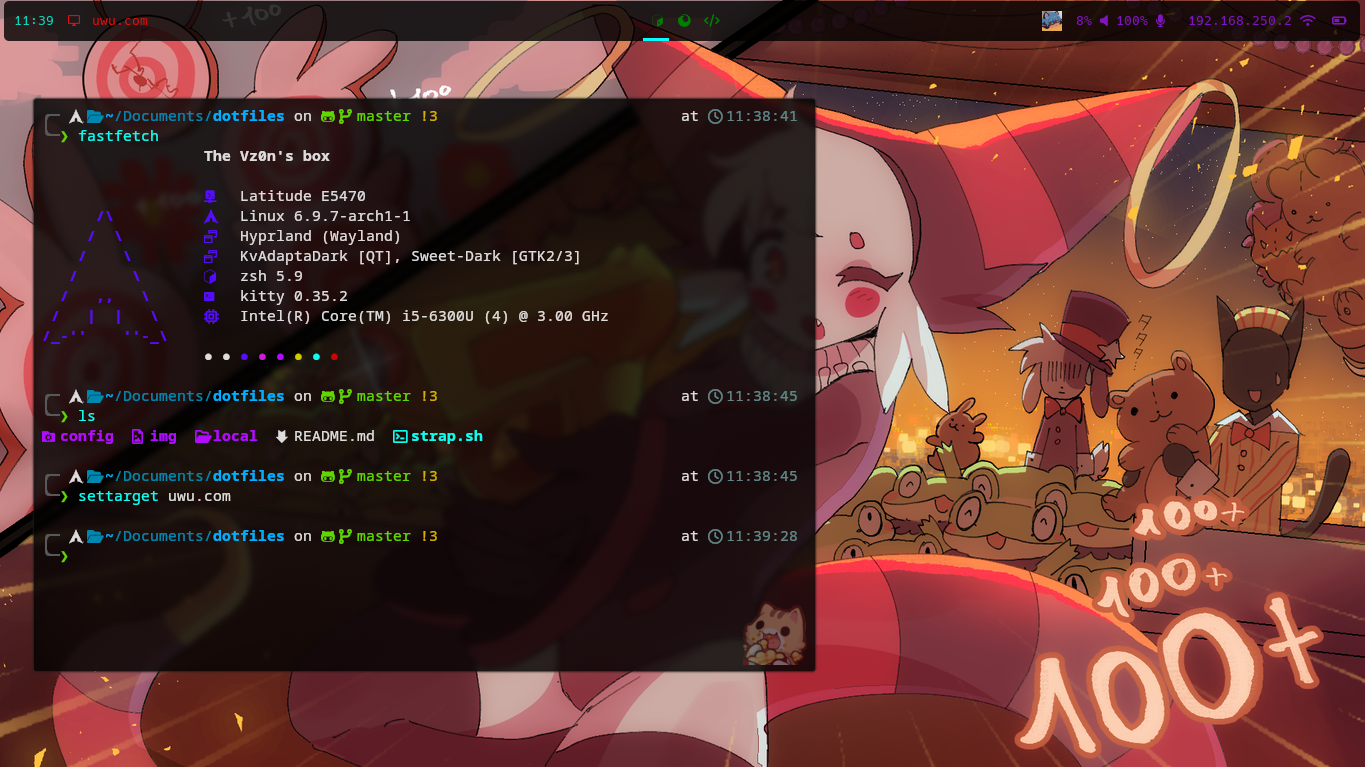 11:39 uwu.com 8% 100% 192.168.250.2
+100
+100
~/Documents/dotfiles on master !3 at 11:38:41
❯ fastfetch
The Vz0n's box
Latitude E5470
Linux 6.9.7-arch1-1
Hyprland (Wayland)
KvAdaptaDark [QT], Sweet-Dark [GTK2/3]
zsh 5.9
kitty 0.35.2
Intel(R) Core(TM) i5-6300U (4) @ 3.00 GHz
~/Documents/dotfiles on master !3 at 11:38:45
❯ ls
config img local README.md strap.sh
~/Documents/dotfiles on master !3 at 11:38:45
❯ settarget uwu.com
~/Documents/dotfiles on master !3 at 11:39:28
❯
100+
100+
100+